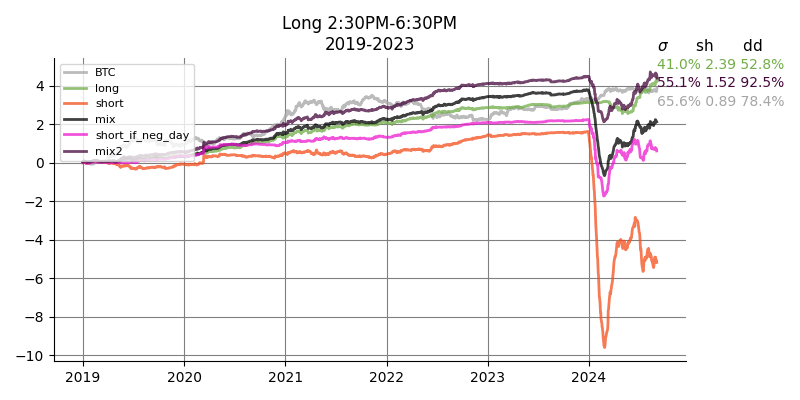 Long 2:30PM-6:30PM
2019-2023
σ sh dd
41.0% 2.39 52.8%
55.1% 1.52 92.5%
65.6% 0.89 78.4%
BTC
long
short
mix
short_if_neg_day
mix2
4
2
0
−2
−4
−6
−8
−10
2019 2020 2021 2022 2023 2024